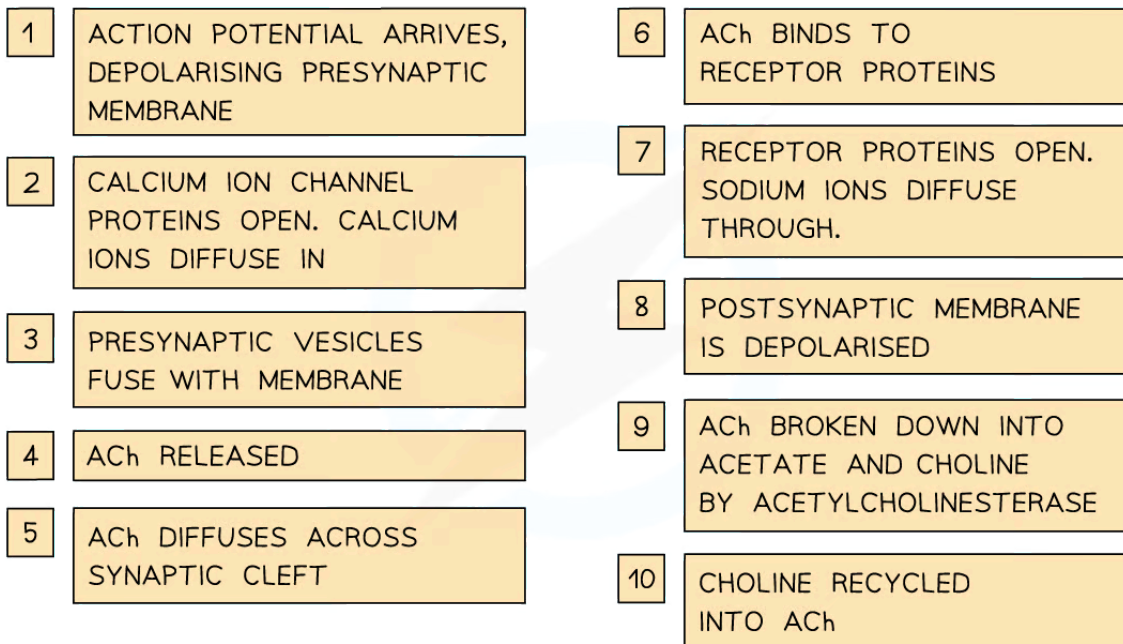 1
ACTION POTENTIAL ARRIVES,
DEPOLARISING PRESYNAPTIC
MEMBRANE
2
CALCIUM ION CHANNEL
PROTEINS OPEN. CALCIUM
IONS DIFFUSE IN
3
PRESYNAPTIC VESICLES
FUSE WITH MEMBRANE
4
ACh RELEASED
5
ACh DIFFUSES ACROSS
SYNAPTIC CLEFT
6
ACh BINDS TO
RECEPTOR PROTEINS
7
RECEPTOR PROTEINS OPEN.
SODIUM IONS DIFFUSE
THROUGH.
8
POSTSYNAPTIC MEMBRANE
IS DEPOLARISED
9
ACh BROKEN DOWN INTO
ACETATE AND CHOLINE
BY ACETYLCHOLINESTERASE
10
CHOLINE RECYCLED
INTO ACh